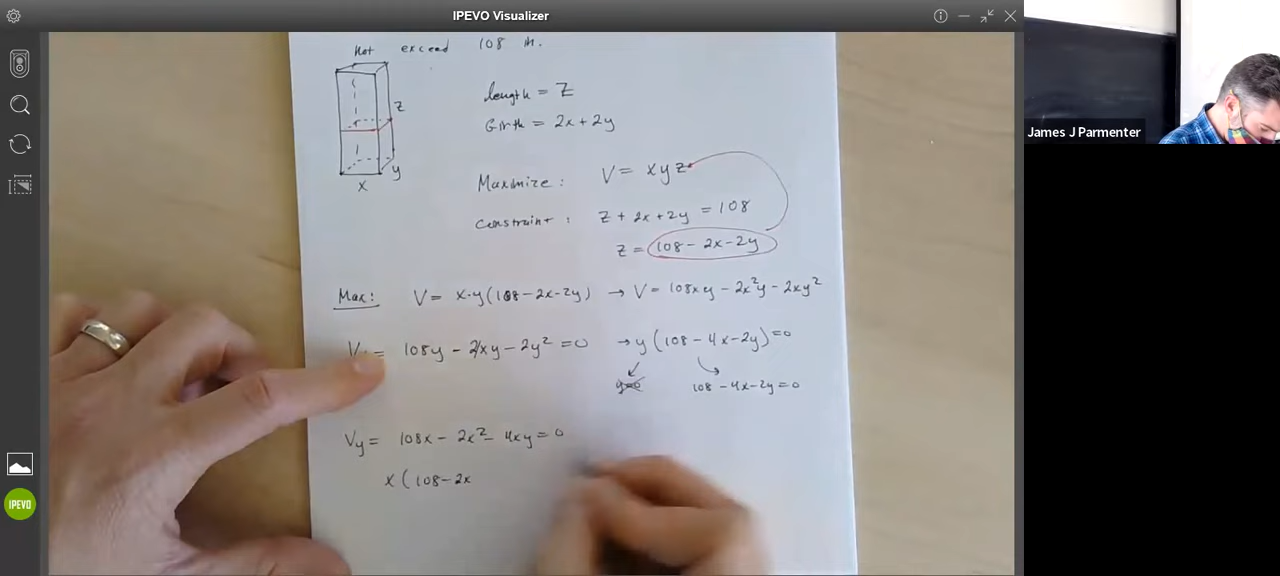 IPEVO Visualizer
Not exceed 108 in.
z
y
x
length = z
Girth = 2x + 2y
Maximize: V = xyz
constraint: z + 2x + 2y = 108
z = 108 - 2x - 2y
Max: V = x·y(108 - 2x - 2y) → V = 108xy - 2x²y - 2xy²
= 108y - 4xy - 2y² = 0 → y(108 - 4x - 2y) = 0
y=0 108 - 4x - 2y = 0
Vy = 108x - 2x² - 4xy = 0
x(108 - 2x
James J Parmenter
IPEVO